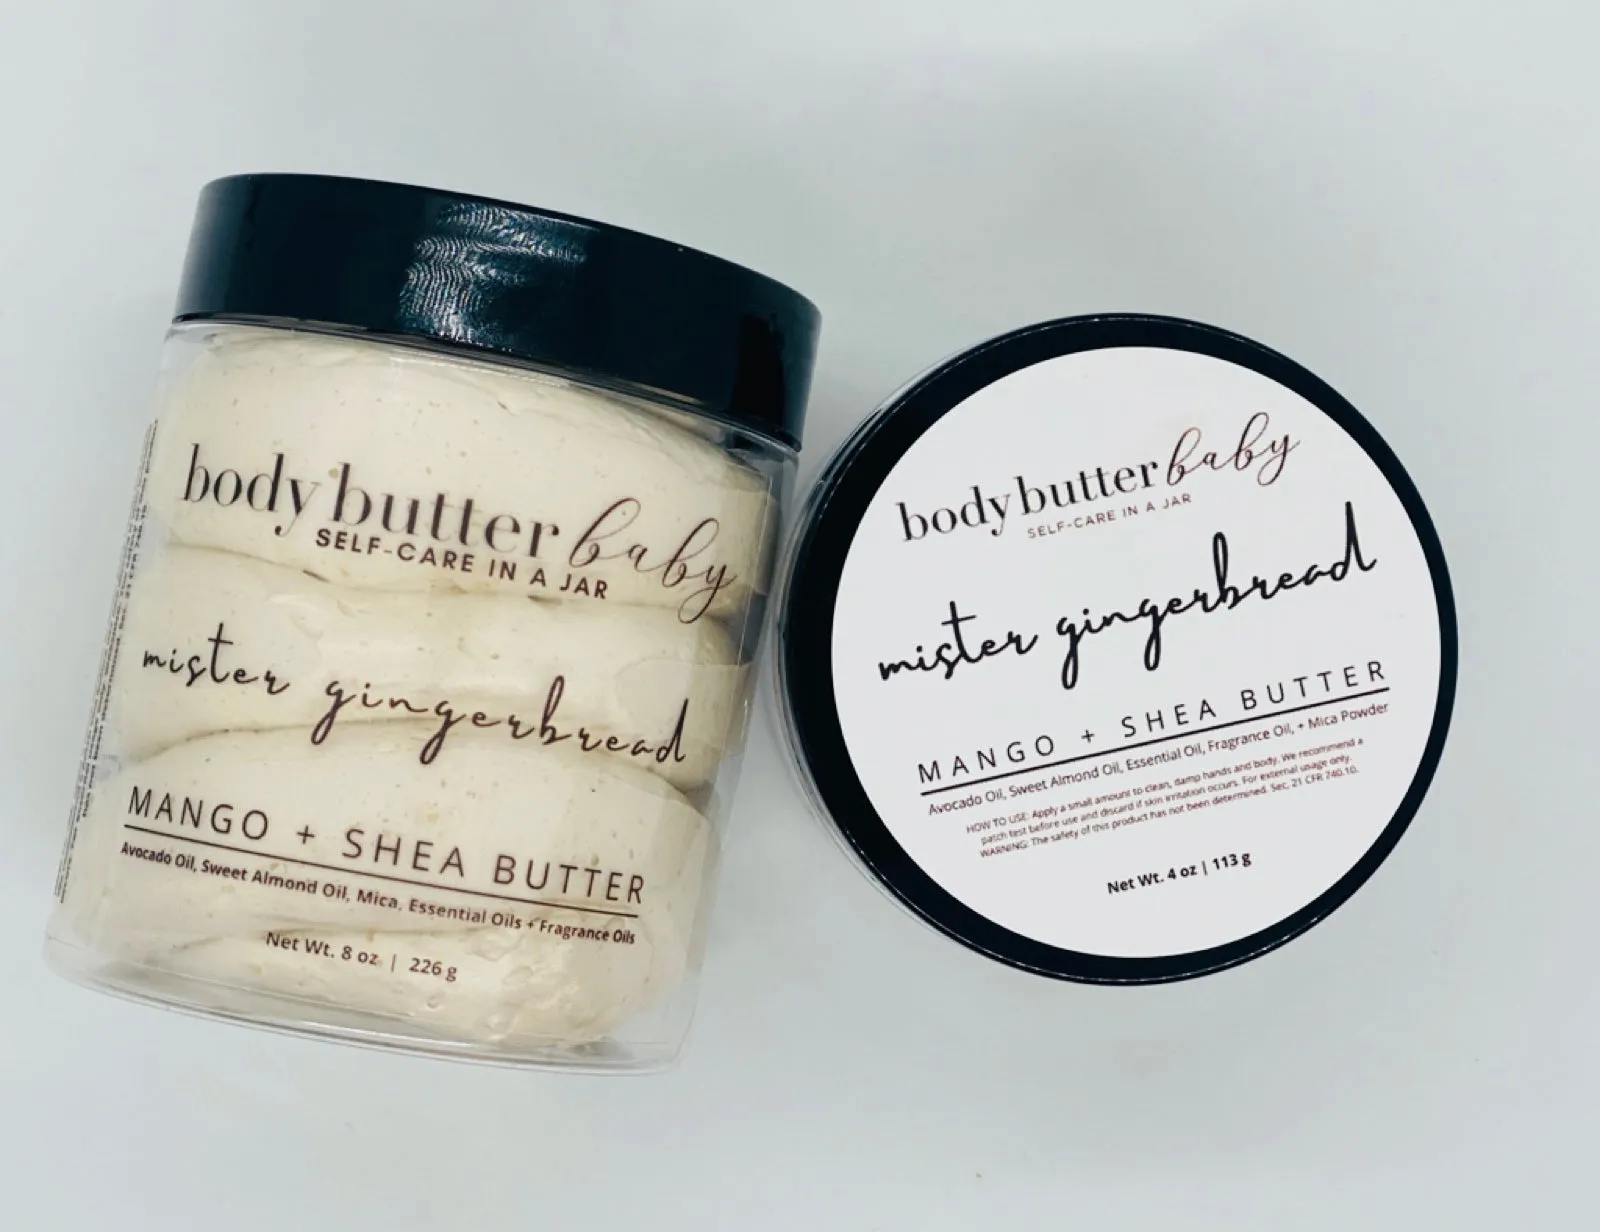 body butter baby
SELF-CARE IN A JAR
mister gingerbread
MANGO + SHEA BUTTER
Avocado Oil, Sweet Almond Oil, Mica, Essential Oils + Fragrance Oils
Net Wt. 8 oz | 226 g
body butter baby
SELF-CARE IN A JAR
mister gingerbread
MANGO + SHEA BUTTER
Avocado Oil, Sweet Almond Oil, Essential Oil, Fragrance Oil, + Mica Powder
HOW TO USE: Apply a small amount to clean, damp hands and body. We recommend a
patch test before use and discard if skin irritation occurs. For external usage only.
WARNING: The safety of this product has not been determined. Sec. 21 CFR 740.10.
Net Wt. 4 oz | 113 g